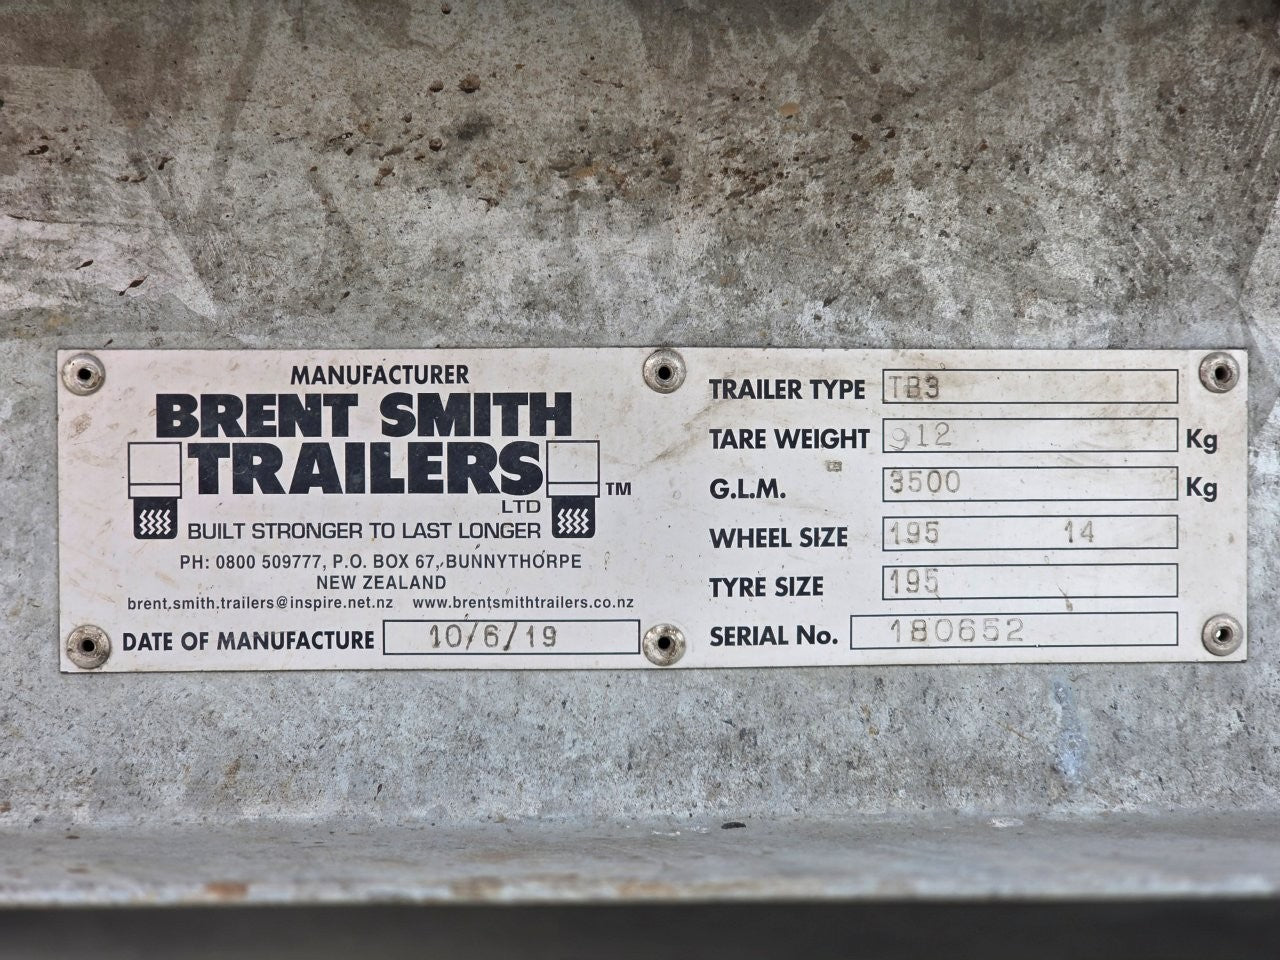 MANUFACTURER
BRENT SMITH
TRAILERS TM
LTD
BUILT STRONGER TO LAST LONGER
PH: 0800 509777, P.O. BOX 67, BUNNYTHORPE
NEW ZEALAND
brent.smith.trailers@inspire.net.nz www.brentsmithtrailers.co.nz
DATE OF MANUFACTURE 10/6/19
TRAILER TYPE TB3
TARE WEIGHT 912 Kg
G.L.M. 3500 Kg
WHEEL SIZE 195 14
TYRE SIZE 195
SERIAL No. 180652